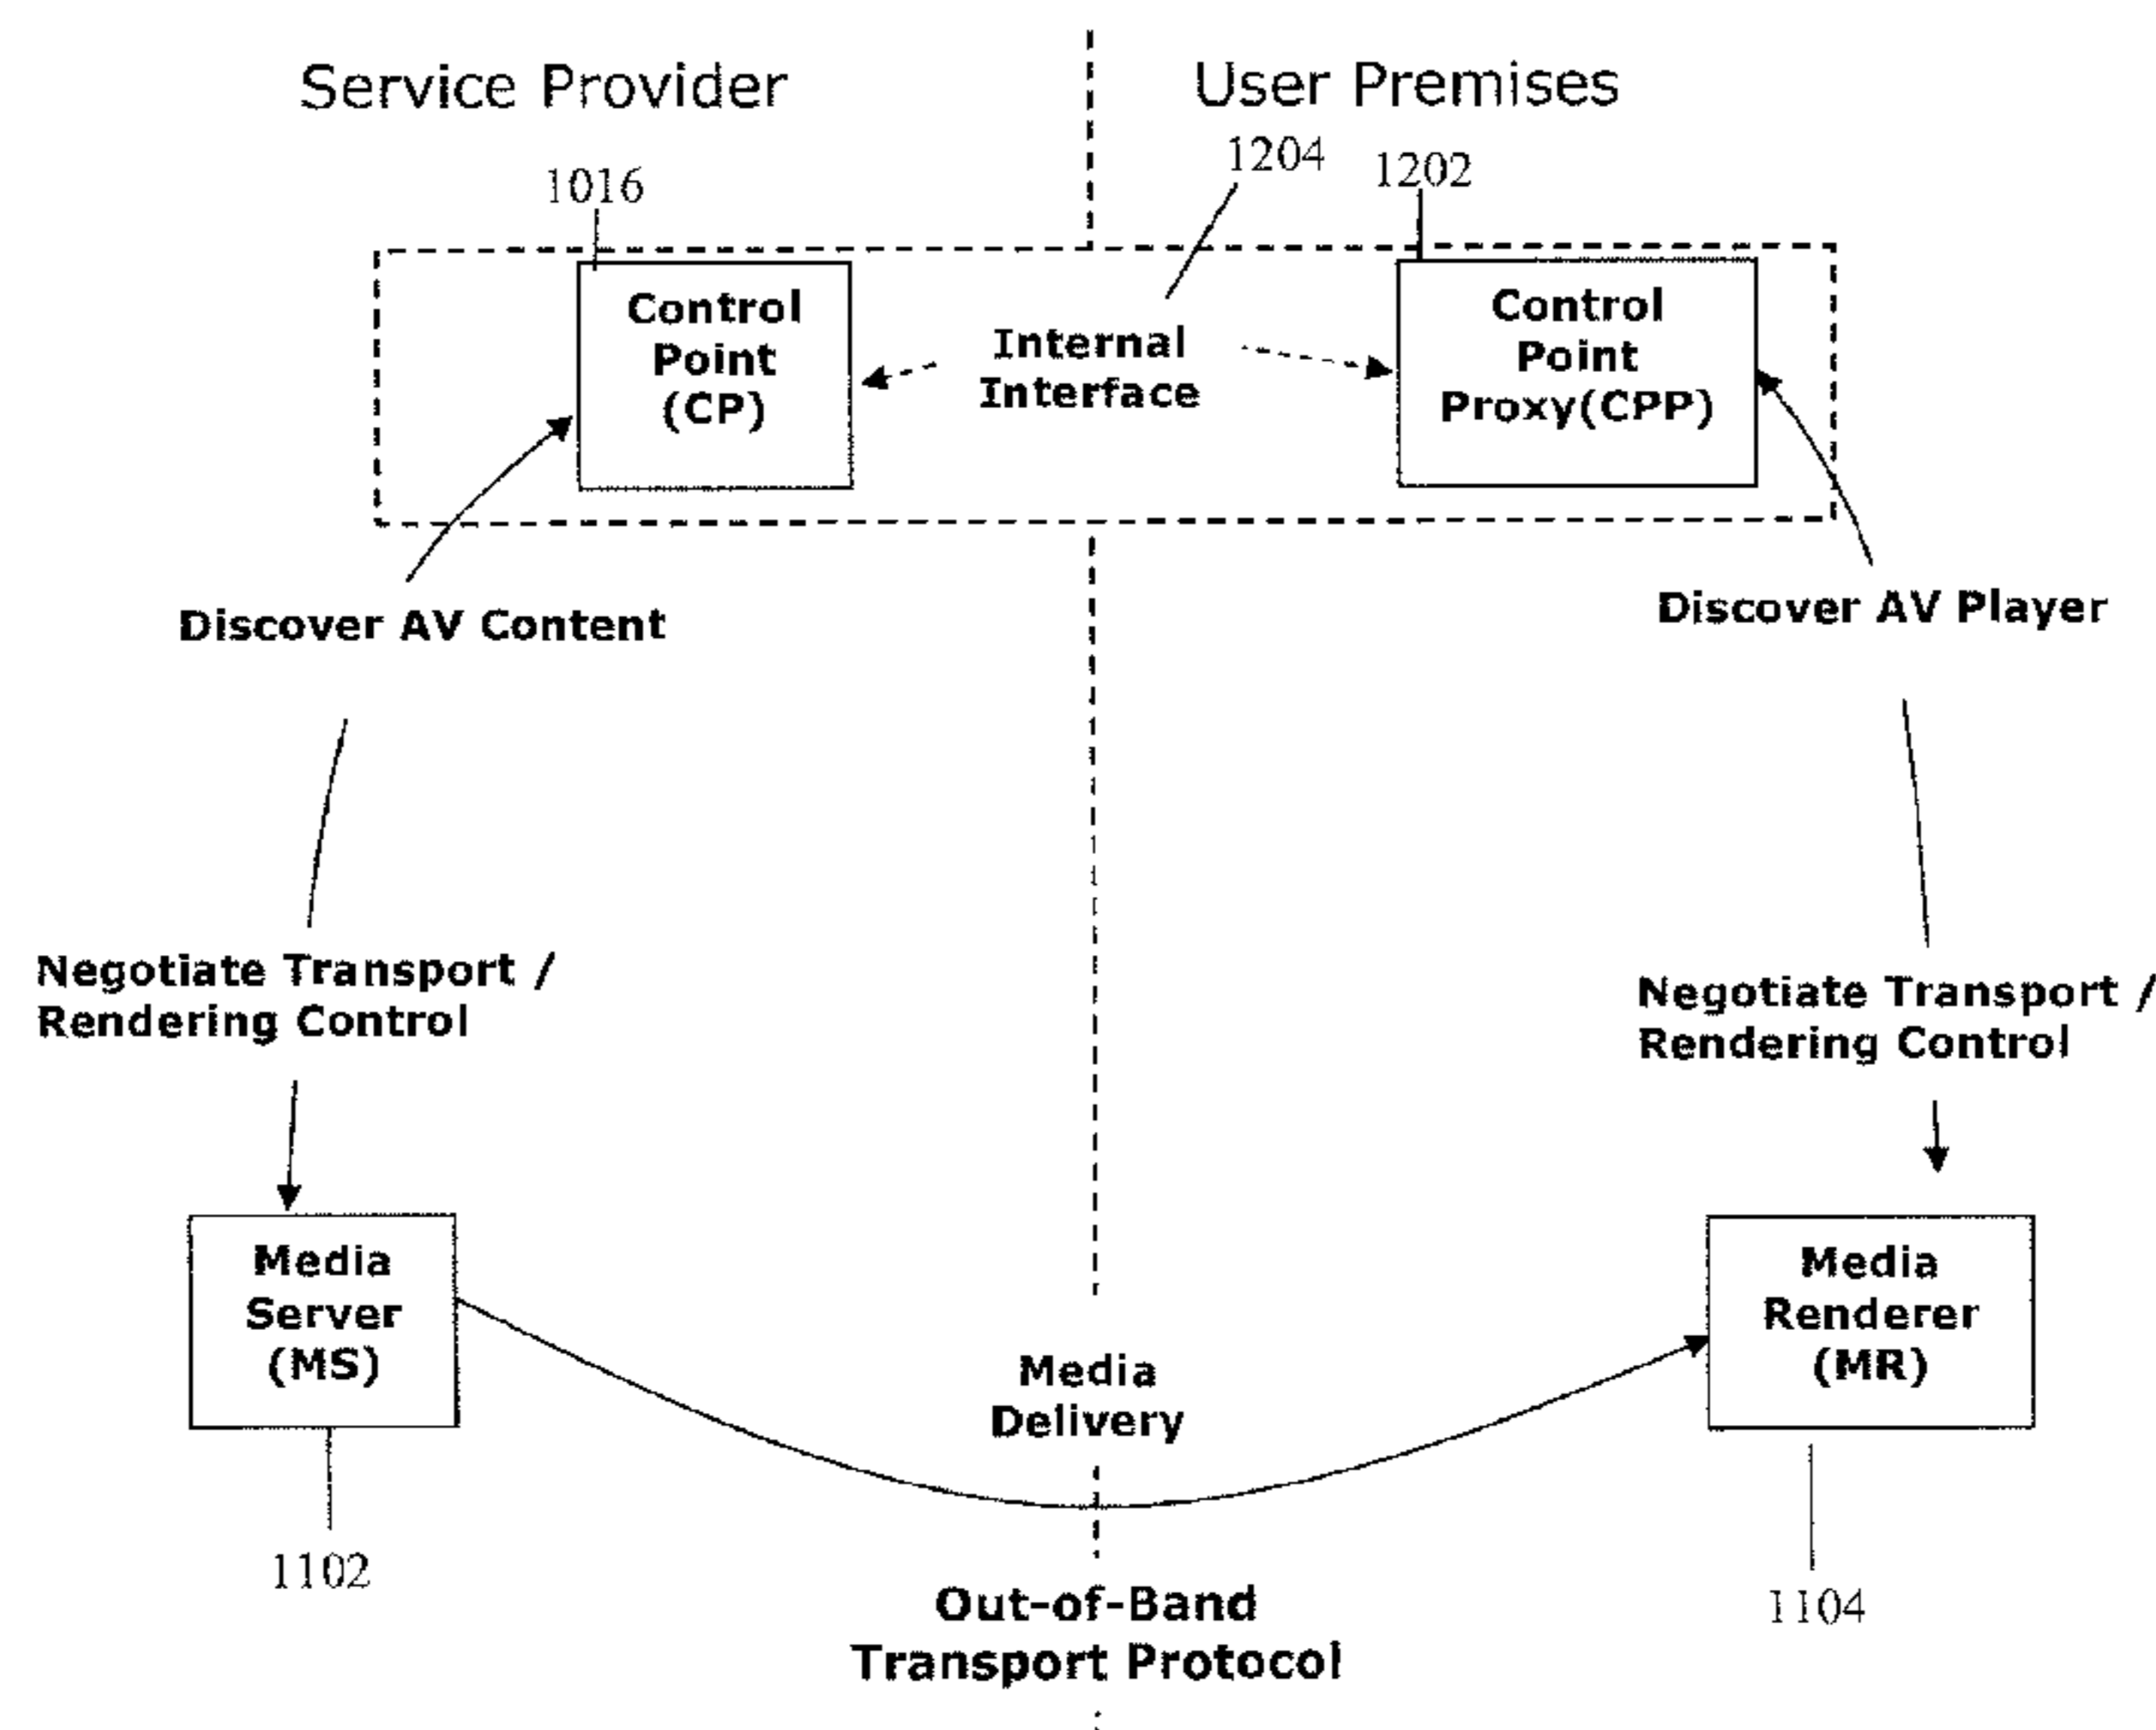 Service Provider
User Premises
1204
1202
1016
Control
Point
(CP)
Internal
Interface
Control
Point
Proxy(CPP)
Discover AV Content
Discover AV Player
Negotiate Transport /
Rendering Control
Negotiate Transport /
Rendering Control
Media
Server
(MS)
Media
Renderer
(MR)
Media
Delivery
1102
1104
Out-of-Band
Transport Protocol